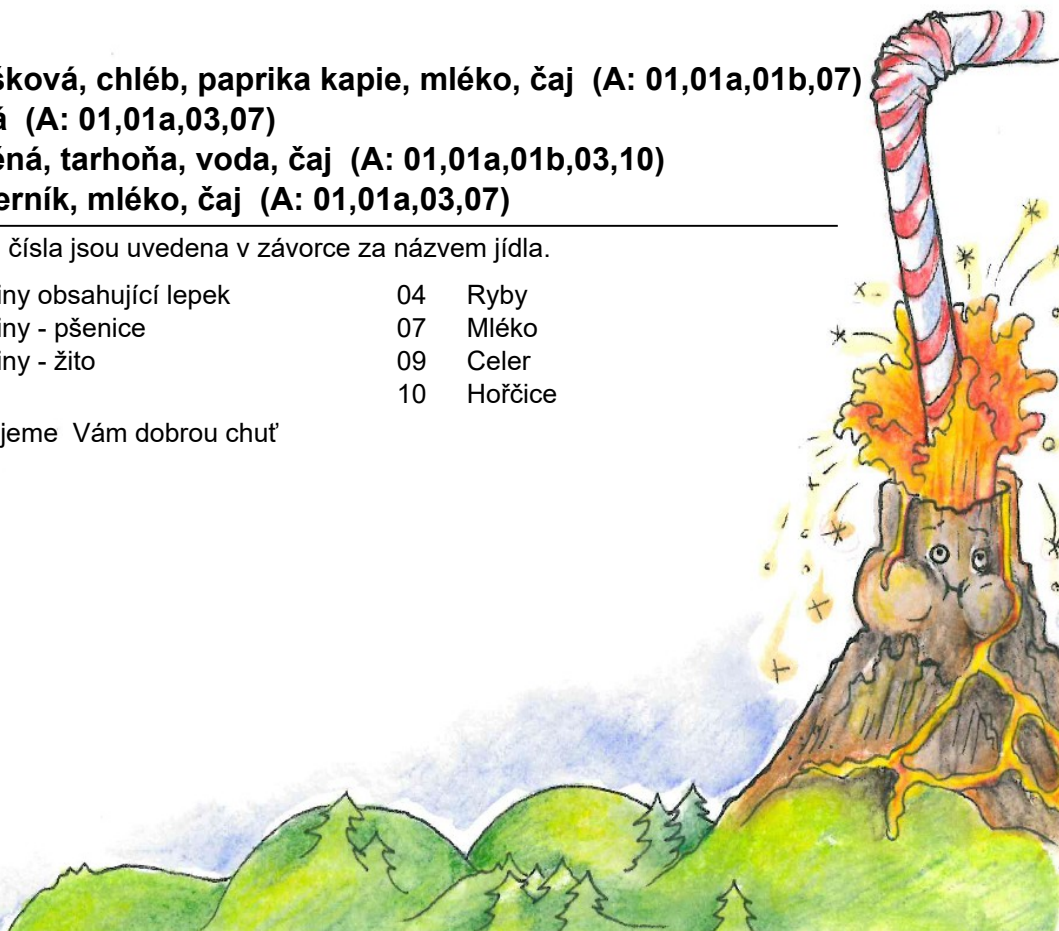 šková, chléb, paprika kapie, mléko, čaj (A: 01,01a,01b,07)
á (A: 01,01a,03,07)
ěná, tarhoňa, voda, čaj (A: 01,01a,01b,03,10)
erník, mléko, čaj (A: 01,01a,03,07)
čísla jsou uvedena v závorce za názvem jídla.
iny obsahující lepek 04 Ryby
iny - pšenice 07 Mléko
iny - žito 09 Celer
10 Hořčice
jeme Vám dobrou chuť